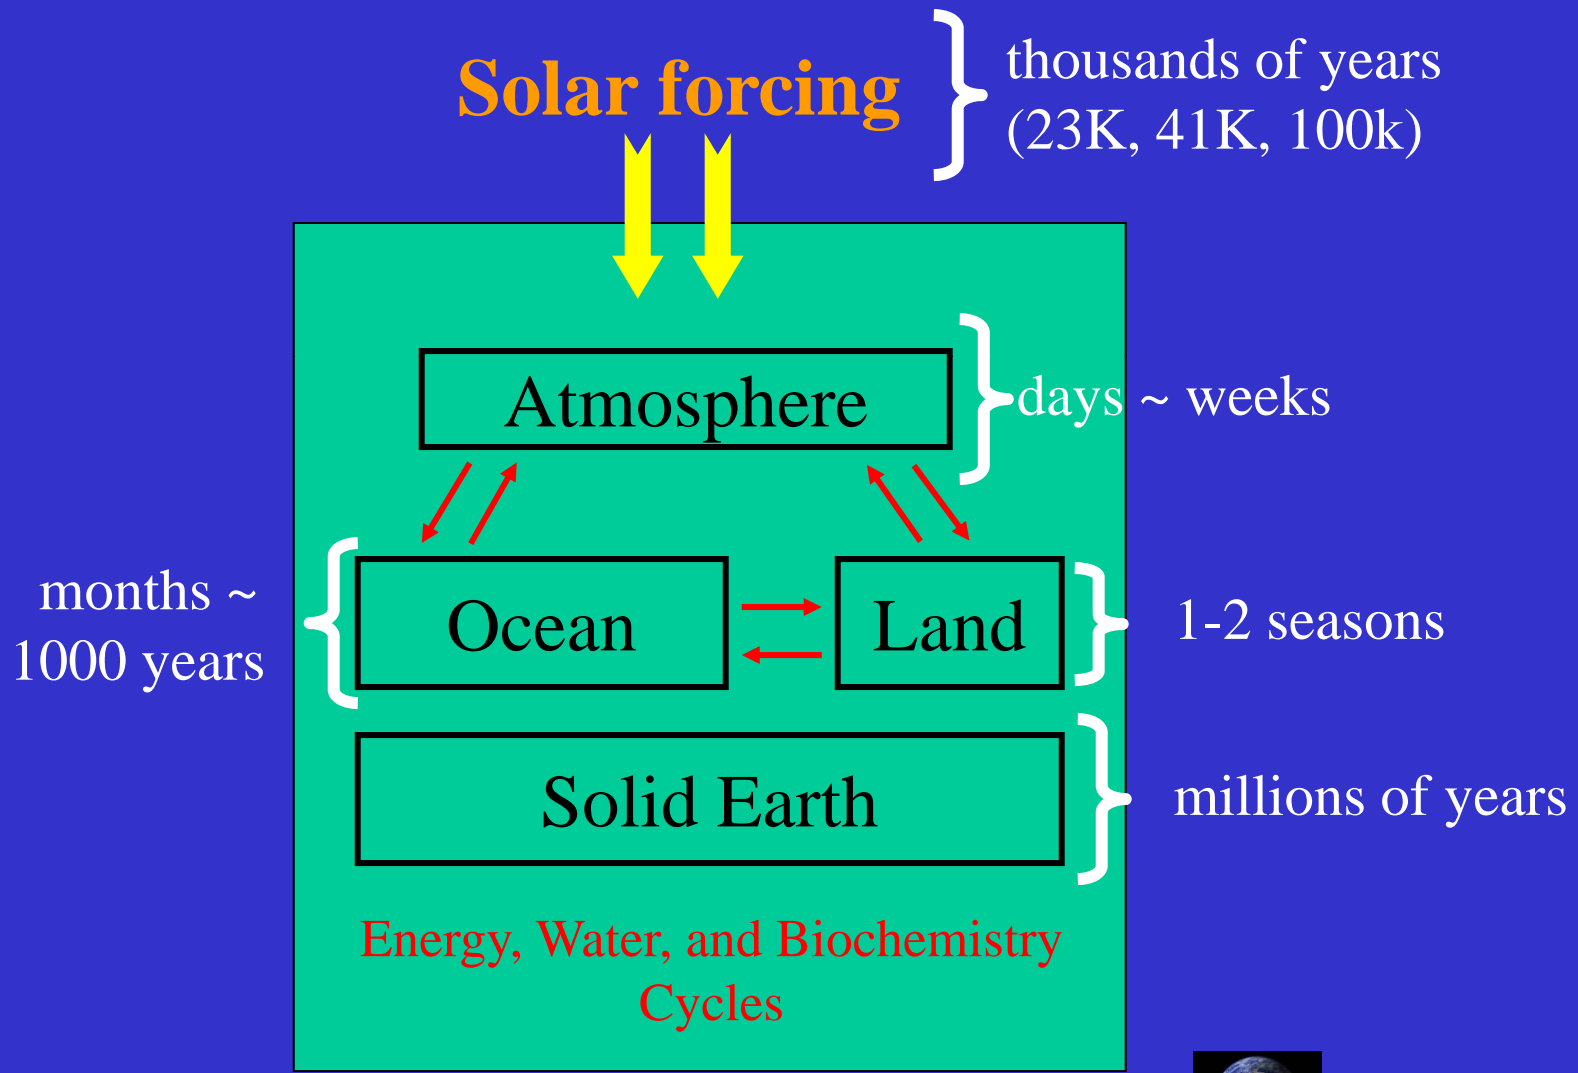 Solar forcing
thousands of years
(23K, 41K, 100k)
Atmosphere
days ~ weeks
months ~
1000 years
Ocean
Land
1-2 seasons
Solid Earth
millions of years
Energy, Water, and Biochemistry
Cycles